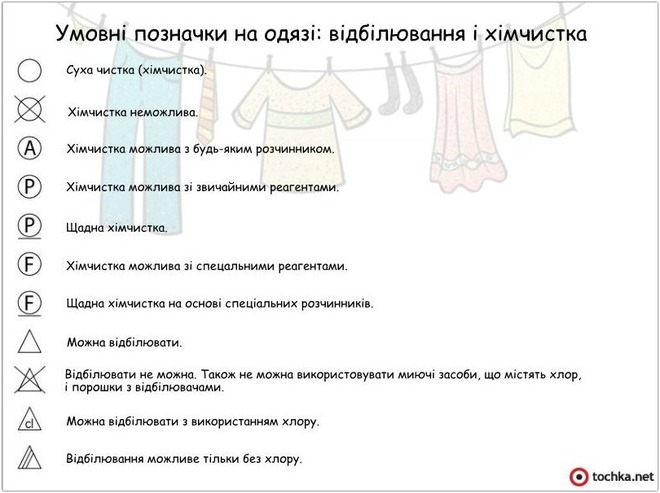 Умовні позначки на одязі: відбілювання і хімчистка
Суха чистка (хімчистка).
Хімчистка неможлива.
A Хімчистка можлива з будь-яким розчинником.
P Хімчистка можлива зі звичайними реагентами.
P Щадна хімчистка.
F Хімчистка можлива зі спецальними реагентами.
F Щадна хімчистка на основі спеціальних розчинників.
Можна відбілювати.
Відбілювати не можна. Також не можна використовувати миючі засоби, що містять хлор,
і порошки з відбілювачами.
cl Можна відбілювати з використанням хлору.
Відбілювання можливе тільки без хлору.
tochka.net